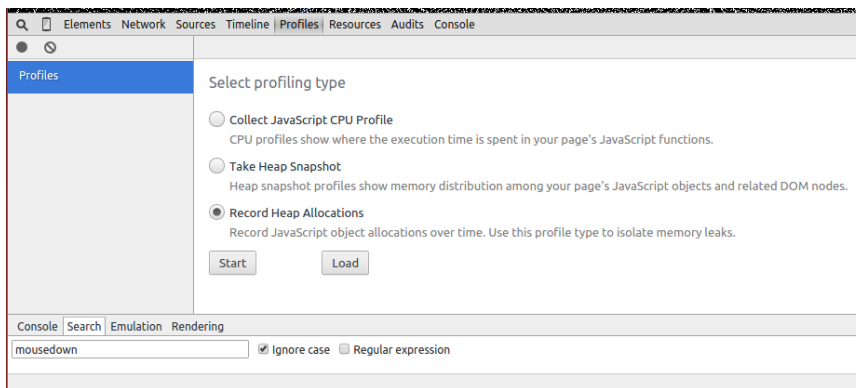 Elements Network Sources Timeline Profiles Resources Audits Console
Profiles
Select profiling type
Collect JavaScript CPU Profile
CPU profiles show where the execution time is spent in your page's JavaScript functions.
Take Heap Snapshot
Heap snapshot profiles show memory distribution among your page's JavaScript objects and related DOM nodes.
Record Heap Allocations
Record JavaScript object allocations over time. Use this profile type to isolate memory leaks.
Start Load
Console Search Emulation Rendering
mousedown Ignore case Regular expression